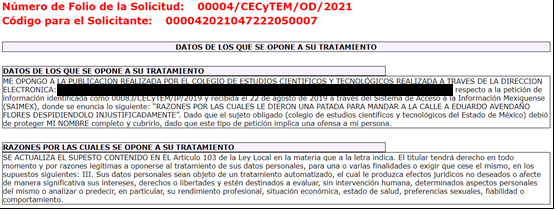 Número de Folio de la Solicitud: 00004/CECyTEM/OD/2021
Código para el Solicitante: 000042021047222050007
DATOS DE LOS QUE SE OPONE A SU TRATAMIENTO
DATOS DE LOS QUE SE OPONE A SU TRATAMIENTO
ME OPONGO A LA PUBLICACION REALIZADA POR EL COLEGIO DE ESTUDIOS CIENTIFICOS Y TECNOLÓGICOS REALIZADA A TRAVES DE LA DIRECCION
ELECTRONICA: respecto a la petición de
información identificada como 00083/CECYTEM/IP/2019 y recibida el 22 de agosto de 2019 a través del Sistema de Acceso a la Información Mexiguense
(SAIMEX), donde se enuncia lo siguiente: "RAZONES POR LAS CUALES LE DIERON UNA PATADA PARA MANDAR A LA CALLE A EDUARDO AVENDAÑO
FLORES DESPIDIENDOLO INJUSTIFICADAMENTE". Dado que el sujeto obligado (colegio de estudios científicos y tecnológicos del Estado de México) debió
de proteger MI NOMBRE completo y cubrirlo, dado que este tipo de petición implica una ofensa a mi persona.
RAZONES POR LAS CUALES SE OPONE A SU TRATAMIENTO
SE ACTUALIZA EL SUPESTO CONTENIDO EN EL Artículo 103 de la Ley Local en la materia que a la letra indica. El titular tendrá derecho en todo
momento y por razones legítimas a oponerse al tratamiento de sus datos personales, para una o varias finalidades o exigir que cese el mismo, en los
supuestos siguientes: III. Sus datos personales sean objeto de un tratamiento automatizado, el cual le produzca efectos jurídicos no deseados o afecte
de manera significativa sus intereses, derechos o libertades y estén destinados a evaluar, sin intervención humana, determinados aspectos personales
del mismo o analizar o predecir, en particular, su rendimiento profesional, situación económica, estado de salud, preferencias sexuales, fiabilidad o
comportamiento.